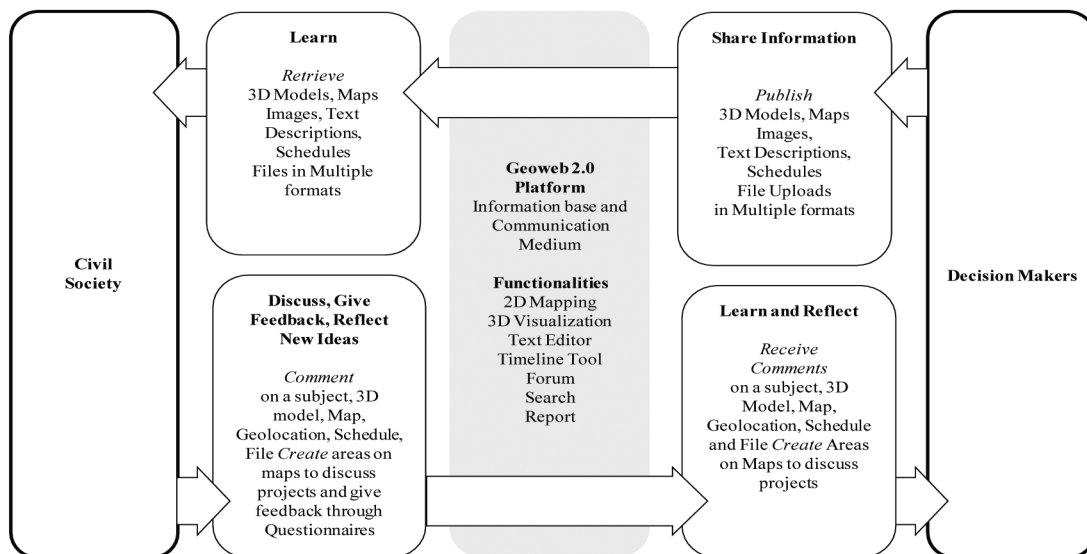 Civil
Society
Learn
Retrieve
3D Models, Maps
Images, Text
Descriptions,
Schedules
Files in Multiple
formats
Discuss, Give
Feedback, Reflect
New Ideas
Comment
on a subject, 3D
model, Map,
Geolocation, Schedule,
File Create areas on
maps to discuss
projects and give
feedback through
Questionnaires
Geoweb 2.0
Platform
Information base and
Communication
Medium
Functionalities
2D Mapping
3D Visualization
Text Editor
Timeline Tool
Forum
Search
Report
Share Information
Publish
3D Models, Maps
Images,
Text Descriptions,
Schedules
File Uploads
in Multiple formats
Learn and Reflect
Receive
Comments
on a subject, 3D
Model, Map,
Geolocation, Schedule
and File Create Areas
on Maps to discuss
projects
Decision Makers